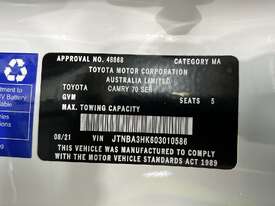 APPROVAL NO. 48868 CATEGORY MA
TOYOTA MOTOR CORPORATION
AUSTRALIA LIMITED
TOYOTA CAMRY 70 SER
GVM SEATS 5
MAX. TOWING CAPACITY
08/21 JTNBA3HK603010586
THIS VEHICLE WAS MANUFACTURED
TO COMPLY WITH
THE MOTOR VEHICLE STANDARDS ACT 1989
Battery